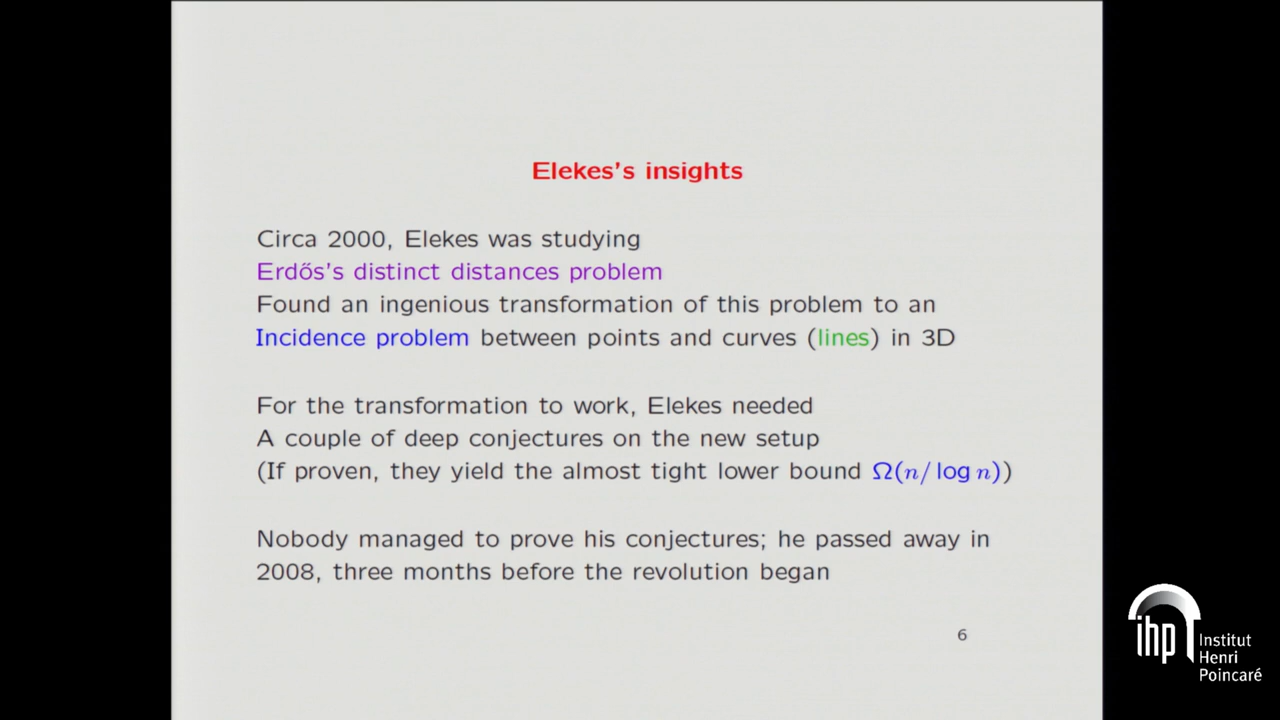 Elekes's insights
Circa 2000, Elekes was studying
Erdős's distinct distances problem
Found an ingenious transformation of this problem to an
Incidence problem between points and curves (lines) in 3D
For the transformation to work, Elekes needed
A couple of deep conjectures on the new setup
(If proven, they yield the almost tight lower bound Ω(n/ log n))
Nobody managed to prove his conjectures; he passed away in
2008, three months before the revolution began
6
ihp
Institut
Henri
Poincaré